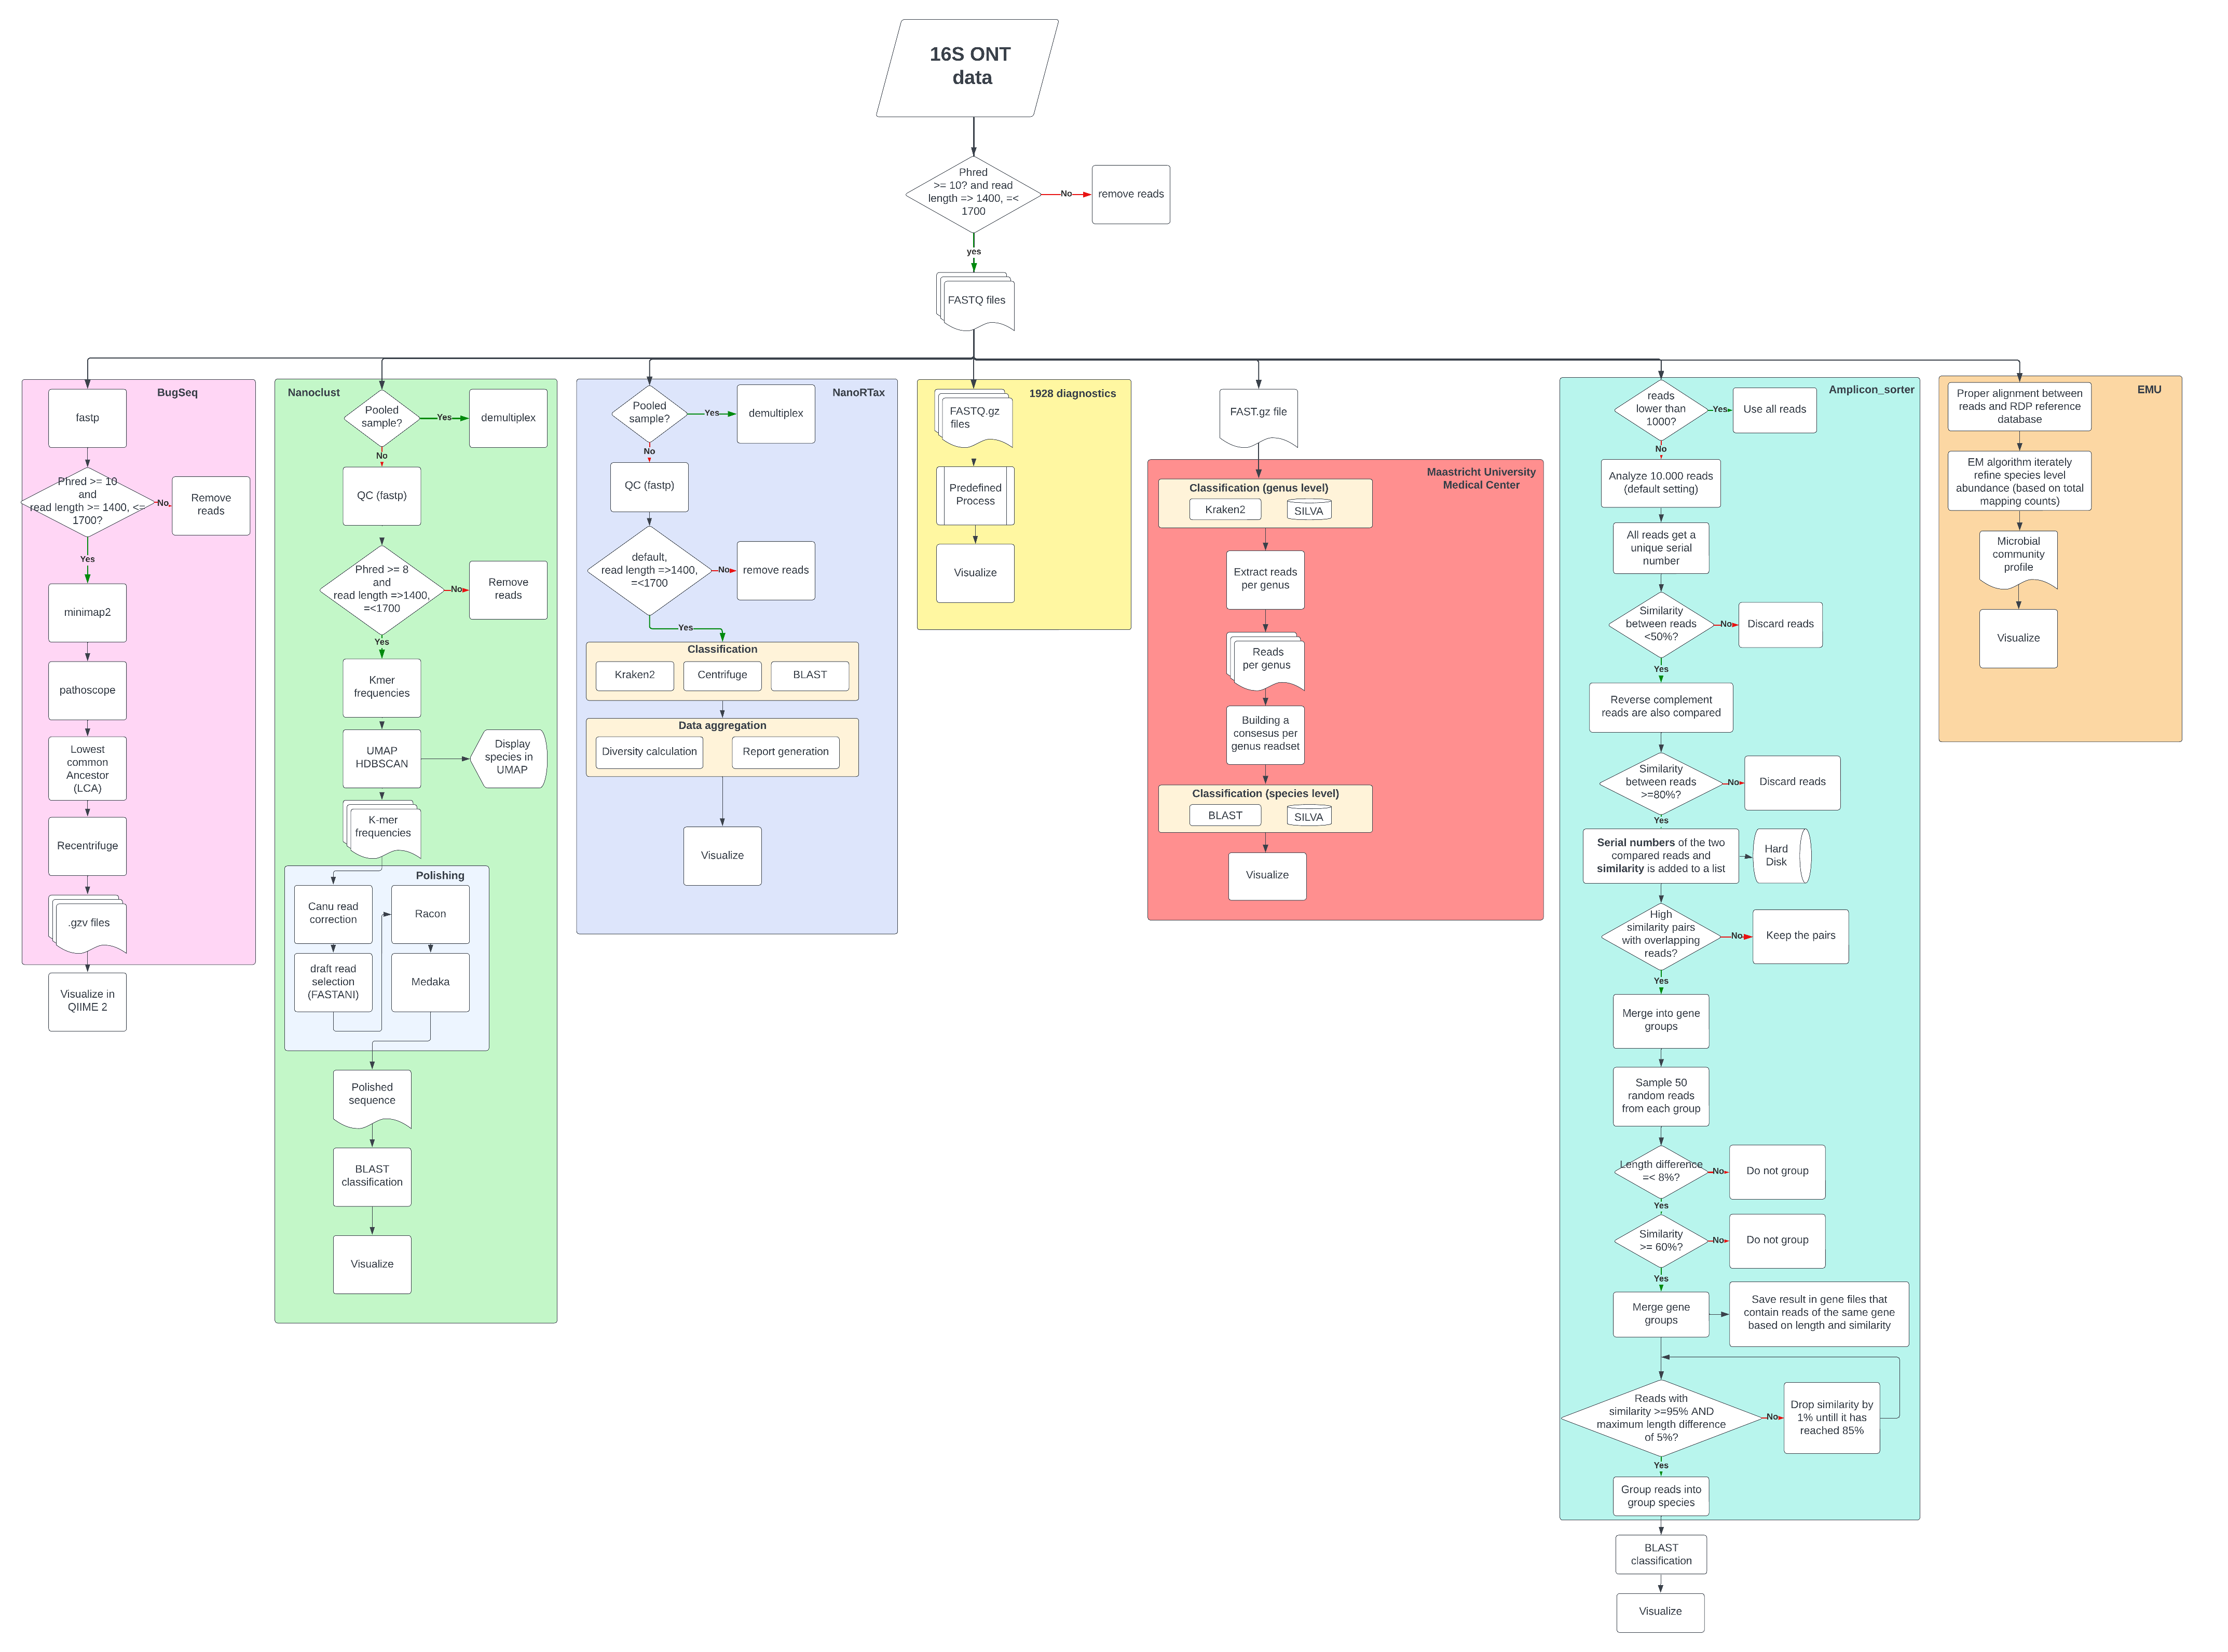 16S ONT
data
Phred
>= 10? and read
length => 1400, =<
1700
No
remove reads
yes
FASTQ files
BugSeq
fastp
Phred >= 10
and
read length >= 1400, <=
1700?
No
Remove
reads
Yes
minimap2
pathoscope
Lowest
common
Ancestor
(LCA)
Recentrifuge
.gzv files
Visualize in
QIIME 2
Nanoclust
Pooled
sample?
Yes
demultiplex
No
QC (fastp)
Phred >= 8
and
read length =>1400,
=<1700
No
Remove
reads
Yes
Kmer
frequencies
UMAP
HDBSCAN
Display
species in
UMAP
K-mer
frequencies
Polishing
Canu read
correction
Racon
draft read
selection
(FASTANI)
Medaka
Polished
sequence
BLAST
classification
Visualize
NanoRTax
Pooled
sample?
Yes
demultiplex
No
QC (fastp)
default,
read length =>1400,
=<1700
No
remove reads
Yes
Classification
Kraken2
Centrifuge
BLAST
Data aggregation
Diversity calculation
Report generation
Visualize
1928 diagnostics
FASTQ.gz
files
Predefined
Process
Visualize
FAST.gz file
Maastricht University
Medical Center
Classification (genus level)
Kraken2
SILVA
Extract reads
per genus
Reads
per genus
Building a
consesus per
genus readset
Classification (species level)
BLAST
SILVA
Visualize
Amplicon_sorter
reads
lower than
1000?
Yes
Use all reads
No
Analyze 10.000 reads
(default setting)
All reads get a
unique serial
number
Similarity
between reads
<50%?
No
Discard reads
Yes
Reverse complement
reads are also compared
Similarity
between reads
>=80%?
No
Discard reads
Yes
Serial numbers of the two
compared reads and
similarity is added to a list
Hard
Disk
High
similarity pairs
with overlapping
reads?
No
Keep the pairs
Yes
Merge into gene
groups
Sample 50
random reads
from each group
Length difference
=< 8%?
No
Do not group
Yes
Similarity
>= 60%?
No
Do not group
Yes
Merge gene
groups
Save result in gene files that
contain reads of the same gene
based on length and similarity
Reads with
similarity >=95% AND
maximum length difference
of 5%?
No
Drop similarity by
1% untill it has
reached 85%
Yes
Group reads into
group species
BLAST
classification
Visualize
EMU
Proper alignment between
reads and RDP reference
database
EM algorithm iterately
refine species level
abundance (based on total
mapping counts)
Microbial
community
profile
Visualize